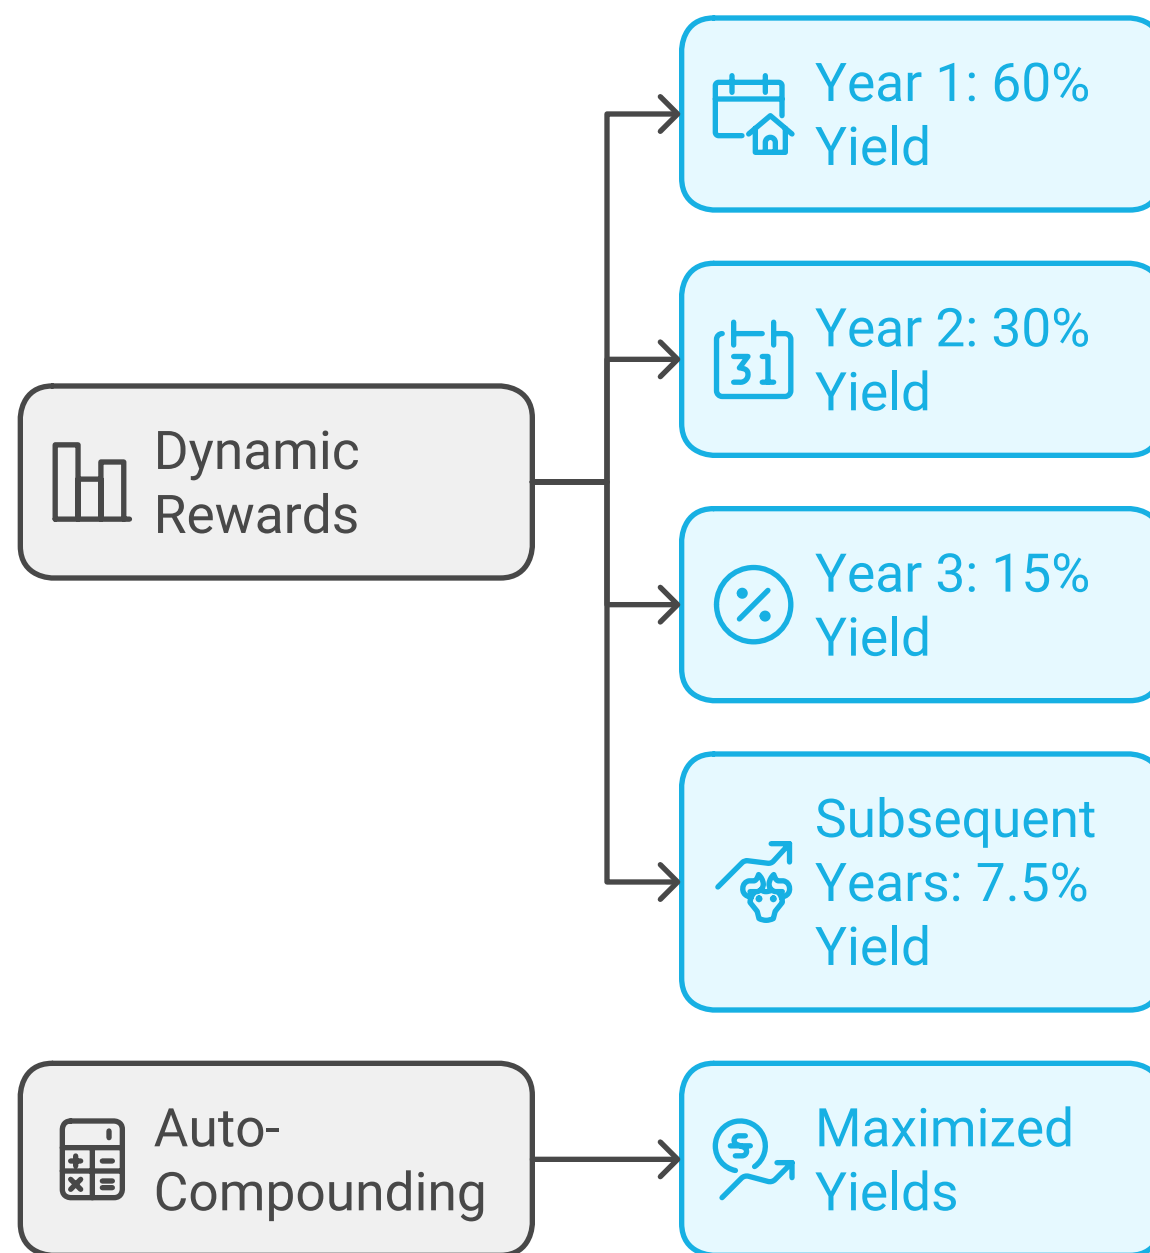 Year 1: 60%
Yield
Year 2: 30%
Yield
31
Dynamic
Rewards
Year 3: 15%
Yield
Subsequent
Years: 7.5%
Yield
Auto-
Compounding
Maximized
Yields